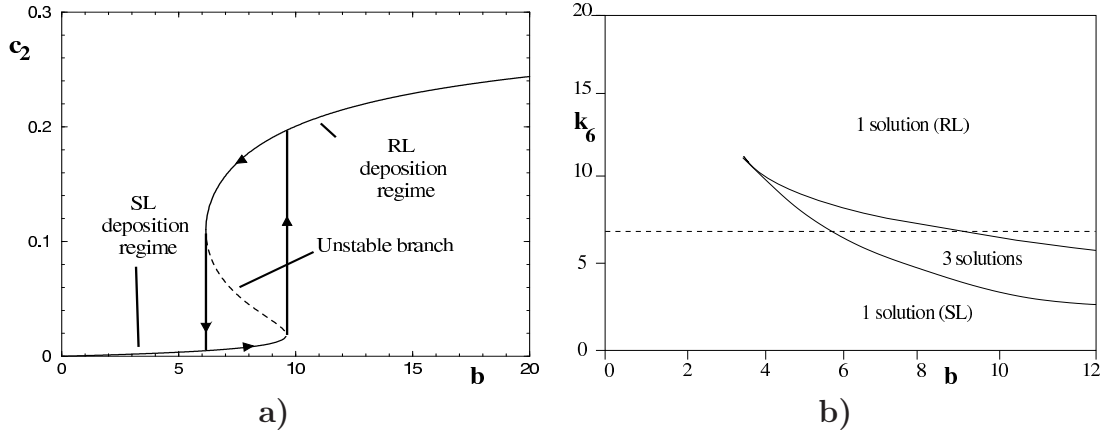 0.3
c2
0.2
0.1
0
0
5
10
15
20
b
SL
deposition
regime
RL
deposition
regime
Unstable branch
a)
20
15
k6
10
5
0
0
2
4
6
8
10
12
b
1 solution (RL)
3 solutions
1 solution (SL)
b)